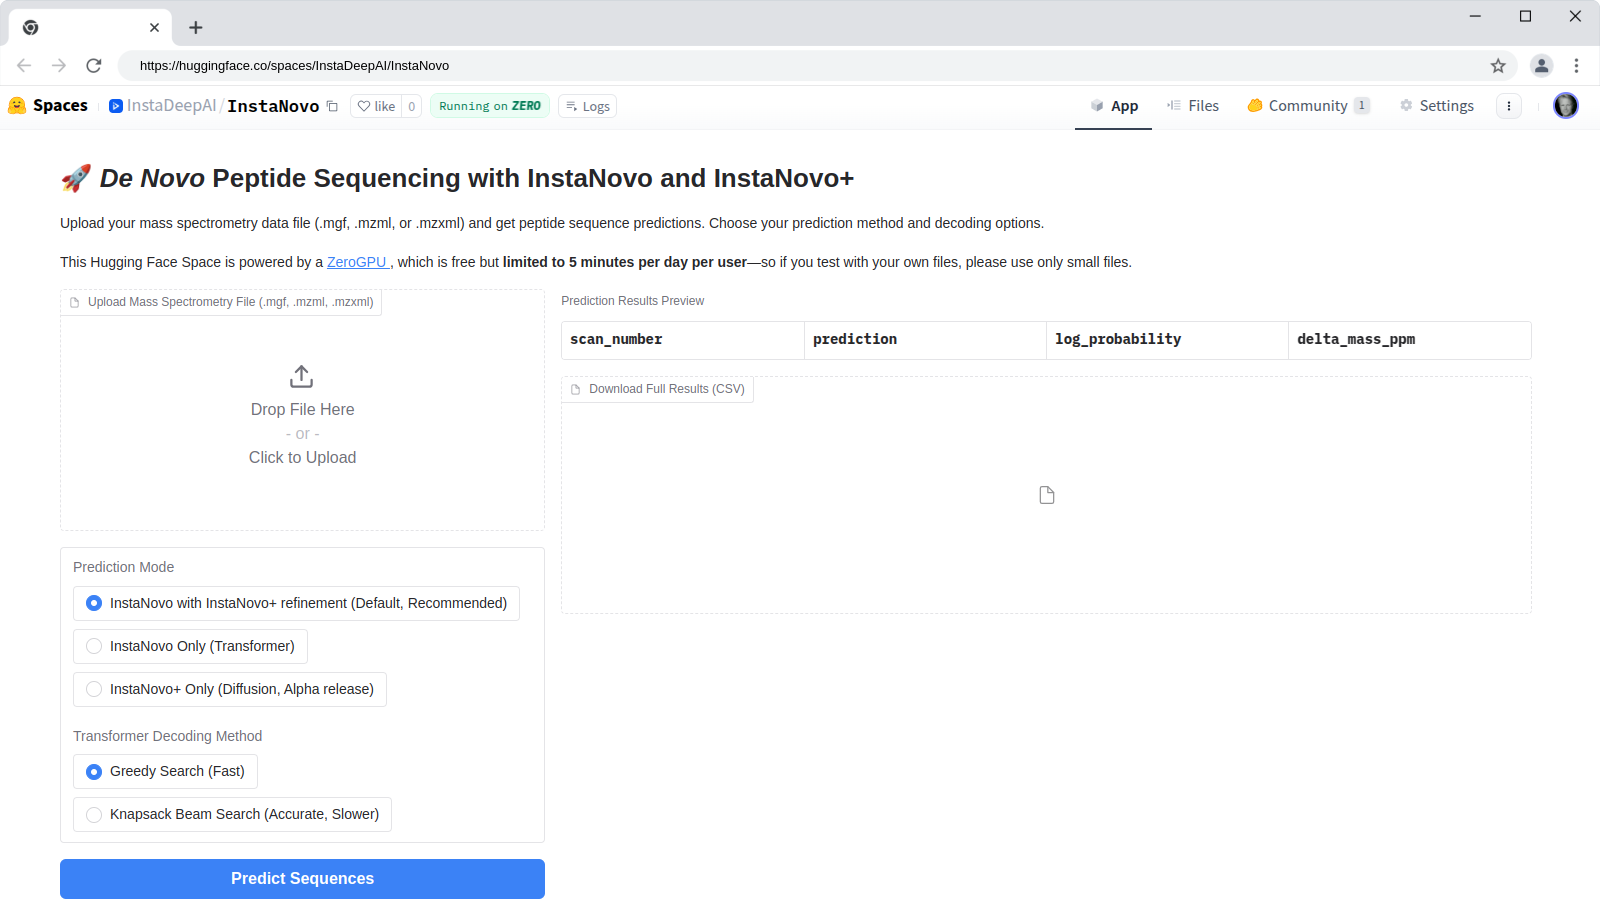 https://huggingface.co/spaces/InstaDeepAI/InstaNovo
Spaces
InstaDeepAI/InstaNovo
like 0
Running on ZERO
Logs
App
Files
Community 1
Settings
🚀 De Novo Peptide Sequencing with InstaNovo and InstaNovo+
Upload your mass spectrometry data file (.mgf, .mzml, or .mzxml) and get peptide sequence predictions. Choose your prediction method and decoding options.
This Hugging Face Space is powered by a ZeroGPU , which is free but limited to 5 minutes per day per user—so if you test with your own files, please use only small files.
Upload Mass Spectrometry File (.mgf, .mzml, .mzxml)
Drop File Here
- or -
Click to Upload
Prediction Mode
InstaNovo with InstaNovo+ refinement (Default, Recommended)
InstaNovo Only (Transformer)
InstaNovo+ Only (Diffusion, Alpha release)
Transformer Decoding Method
Greedy Search (Fast)
Knapsack Beam Search (Accurate, Slower)
Predict Sequences
Prediction Results Preview
scan_number prediction log_probability delta_mass_ppm
Download Full Results (CSV)